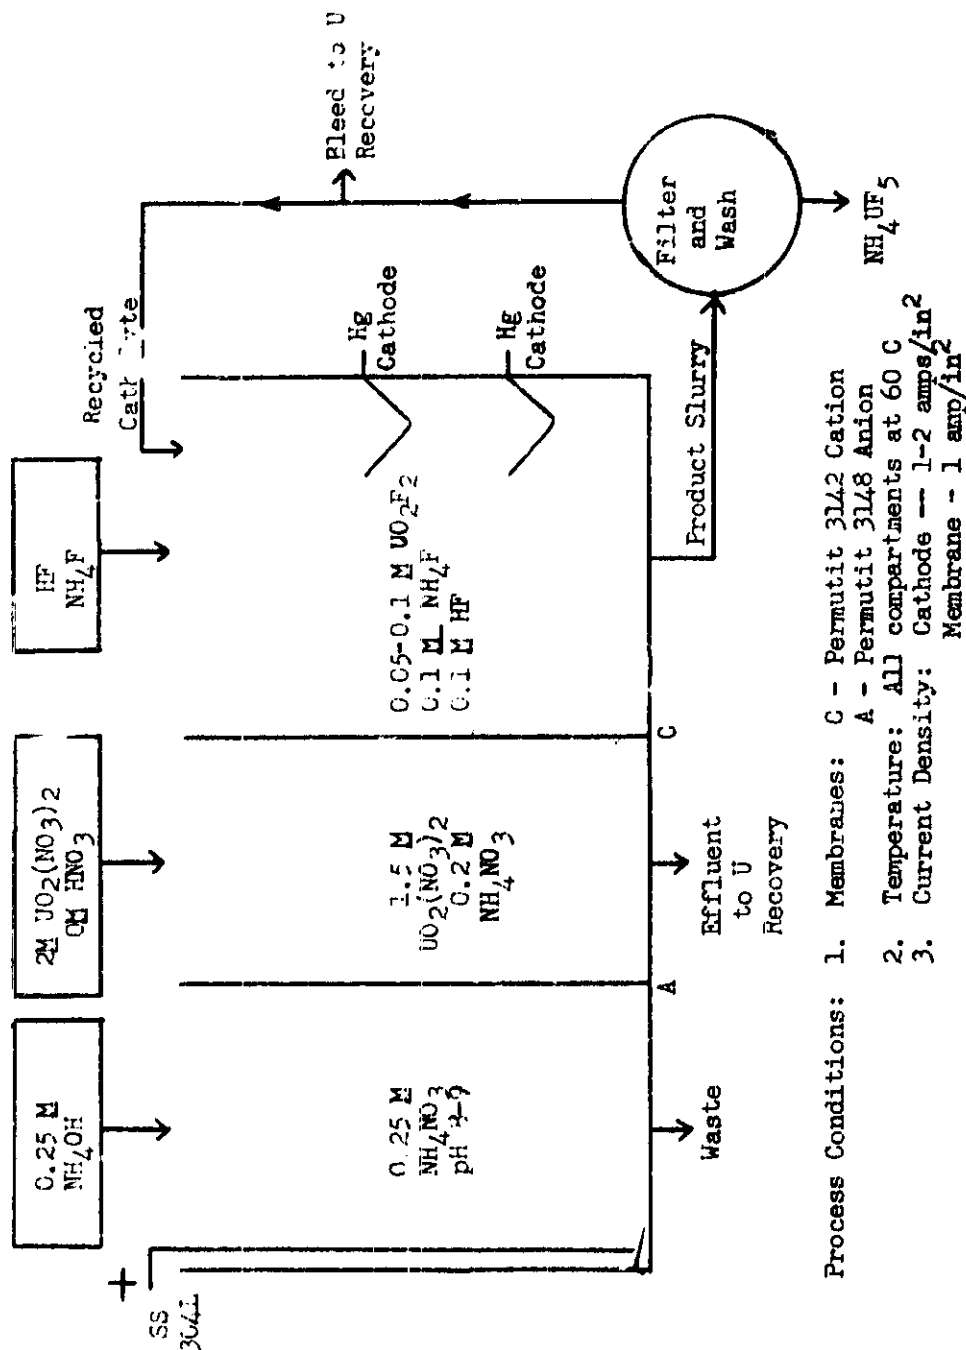 0.25 M
NH4OH
2M UO2(NO3)2
0M HNO3
HF
NH4F
Recycled
Bleed to U
Recovery
+
SS
304L
0.25 M
NH4NO3
pH
1.5 M
UO2(NO3)2
0.2 M
NH4NO3
0.05-0.1 M UO2F2
0.1 M NH4F
0.1 M HF
Hg
Cathode
Hg
Cathode
A
C
Waste
Effluent
to U
Recovery
Product Slurry
Filter
and
Wash
NH4UF5
Process Conditions: 1. Membranes: C - Permutit 3142 Cation
A - Permutit 3148 Anion
2. Temperature: All compartments at 60 C
3. Current Density: Cathode -- 1-2 amps/in2
Membrane - 1 amp/in2